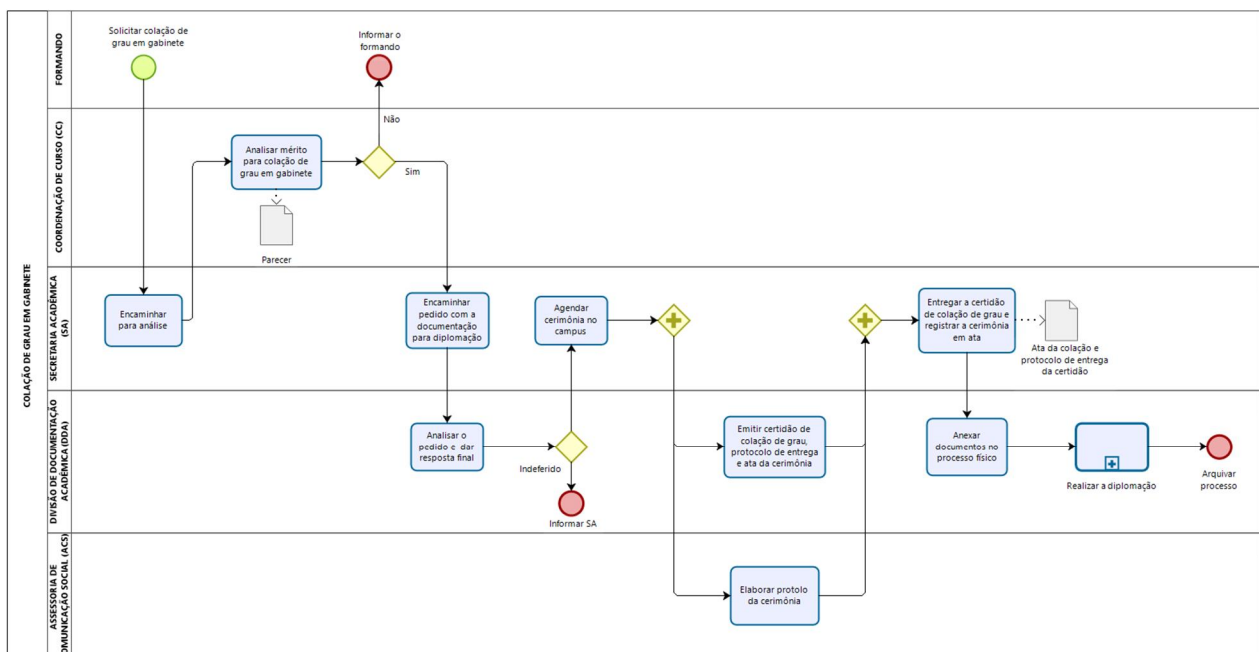 COLAÇÃO DE GRAU EM GABINETE
FORMANDO
Solicitar colação de
grau em gabinete
Informar o
formando
COORDENAÇÃO DE CURSO (CC)
Analisar mérito
para colação de
grau em gabinete
Não
Sim
Parecer
SECRETARIA ACADÊMICA
(SA)
Encaminhar
para análise
Encaminhar
pedido com a
documentação
para diplomação
Agendar
cerimônia no
campus
Entregar a certidão
de colação de grau e
registrar a cerimônia
em ata
Ata da colação e
protocolo de entrega
da certidão
DIVISÃO DE DOCUMENTAÇÃO
ACADÊMICA(DDA)
Analisar o
pedido e dar
resposta final
Indeferido
Informar SA
Emitir certidão de
colação de grau,
protocolo de entrega
e ata da cerimônia
Anexar
documentos no
processo físico
Realizar a diplomação
Arquivar
processo
ASSESSORIA DE
COMUNICAÇÃO SOCIAL (ACS)
Elaborar protolo
da cerimônia